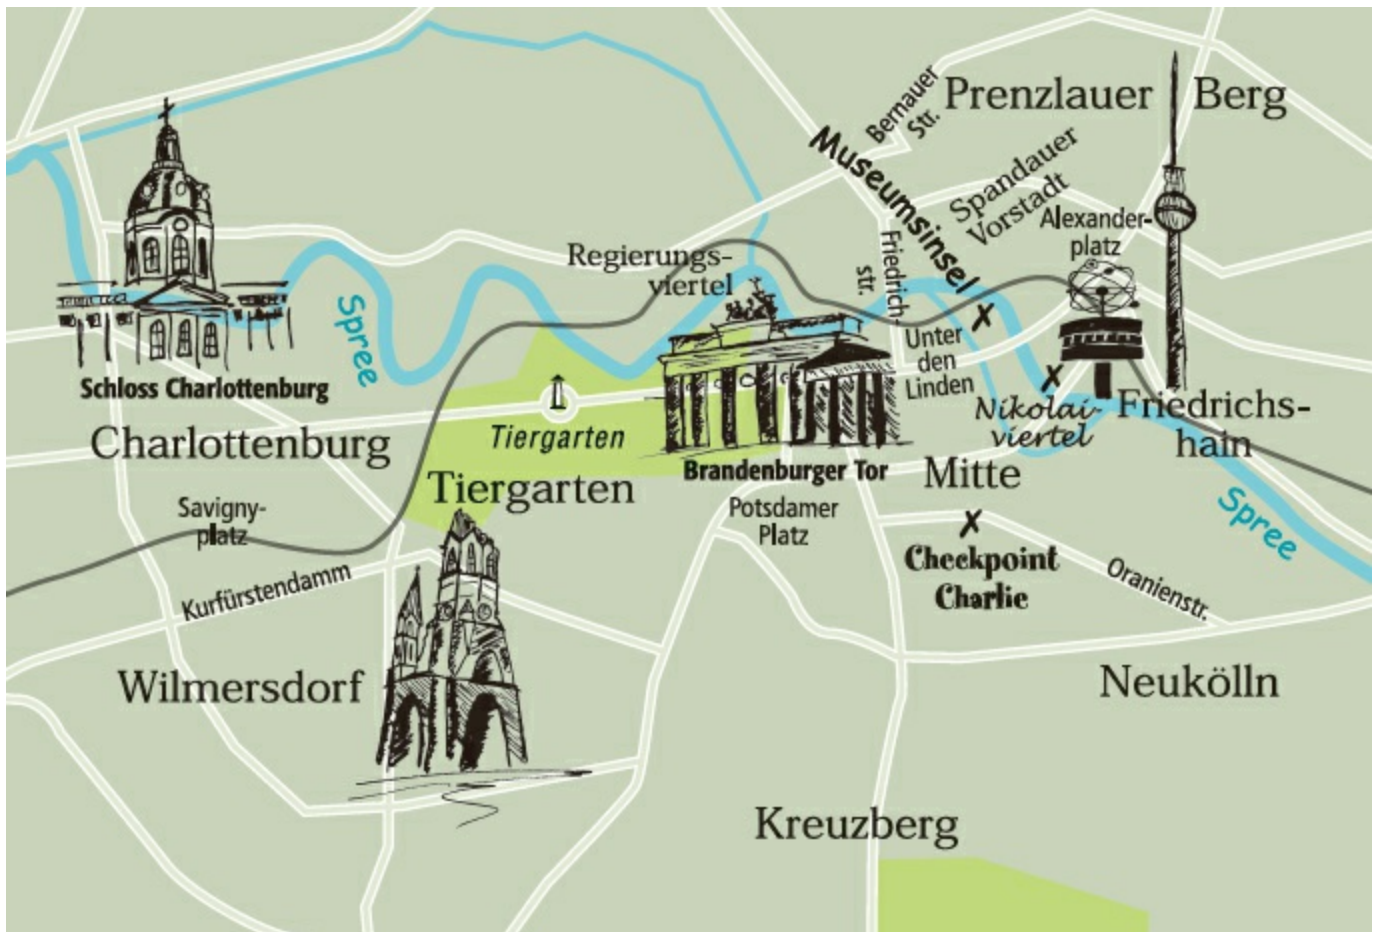 Prenzlauer Berg
Bernauer
Str.
Museumsinsel
Spandauer
Vorstadt
Alexander-
platz
Friedrich-
str.
Regierungs-
viertel
Spree
Unter
den
Linden
Schloss Charlottenburg
Charlottenburg
Tiergarten
Tiergarten
Brandenburger Tor
Nikolai-
viertel
Friedrichs-
hain
Mitte
Spree
Savigny-
platz
Potsdamer
Platz
Checkpoint
Charlie
Oranienstr.
Kurfürstendamm
Wilmersdorf
Neukölln
Kreuzberg